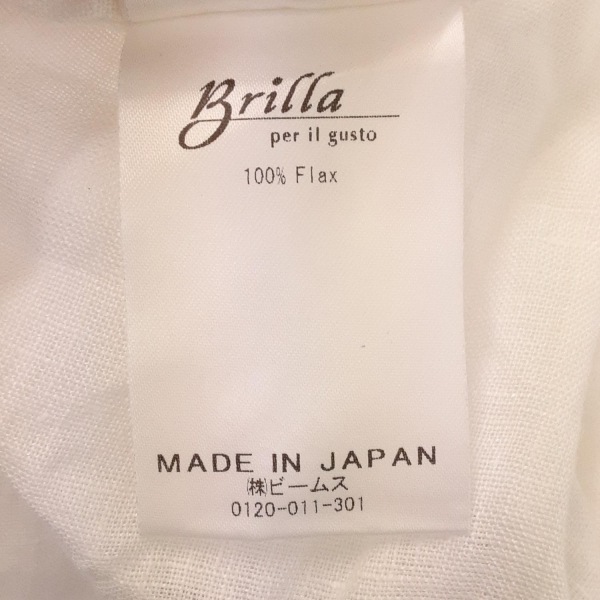 Brilla
per il gusto
100% Flax
MADE IN JAPAN
㈱ビームス
0120-011-301